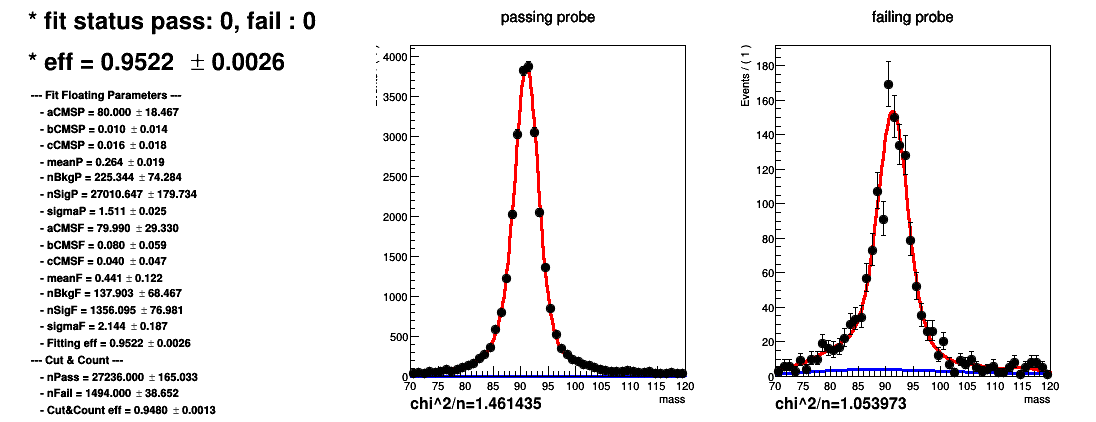 * fit status pass: 0, fail : 0
* eff = 0.9522 ± 0.0026
--- Fit Floating Parameters ---
- aCMSP = 80.000 ± 18.467
- bCMSP = 0.010 ± 0.014
- cCMSP = 0.016 ± 0.018
- meanP = 0.264 ± 0.019
- nBkgP = 225.344 ± 74.284
- nSigP = 27010.647 ± 179.734
- sigmaP = 1.511 ± 0.025
- aCMSF = 79.990 ± 29.330
- bCMSF = 0.080 ± 0.059
- cCMSF = 0.040 ± 0.047
- meanF = 0.441 ± 0.122
- nBkgF = 137.903 ± 68.467
- nSigF = 1356.095 ± 76.981
- sigmaF = 2.144 ± 0.187
- Fitting eff = 0.9522 ± 0.0026
--- Cut & Count ---
- nPass = 27236.000 ± 165.033
- nFail = 1494.000 ± 38.652
- Cut&Count eff = 0.9480 ± 0.0013
passing probe
4000
3500
3000
2500
2000
1500
1000
500
0
70 75 80 85 90 95 100 105 110 115 120
mass
chi^2/n=1.461435
failing probe
Events / ( 1 )
180
160
140
120
100
80
60
40
20
0
70 75 80 85 90 95 100 105 110 115 120
mass
chi^2/n=1.053973